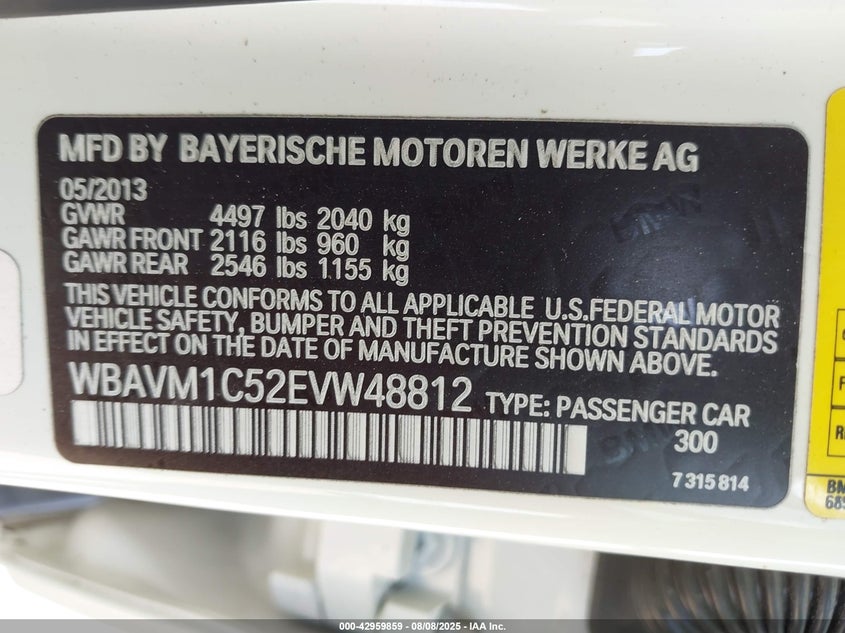 MFD BY BAYERISCHE MOTOREN WERKE AG
05/2013
GVWR 4497 lbs 2040 kg
GAWR FRONT 2116 lbs 960 kg
GAWR REAR 2546 lbs 1155 kg
THIS VEHICLE CONFORMS TO ALL APPLICABLE U.S.FEDERAL MOTOR
VEHICLE SAFETY, BUMPER AND THEFT PREVENTION STANDARDS
IN EFFECT ON THE DATE OF MANUFACTURE SHOWN ABOVE.
WBAVM1C52EVW48812 TYPE: PASSENGER CAR
300
7 315 814
000-42959859 - 08/08/2025 - IAA Inc.